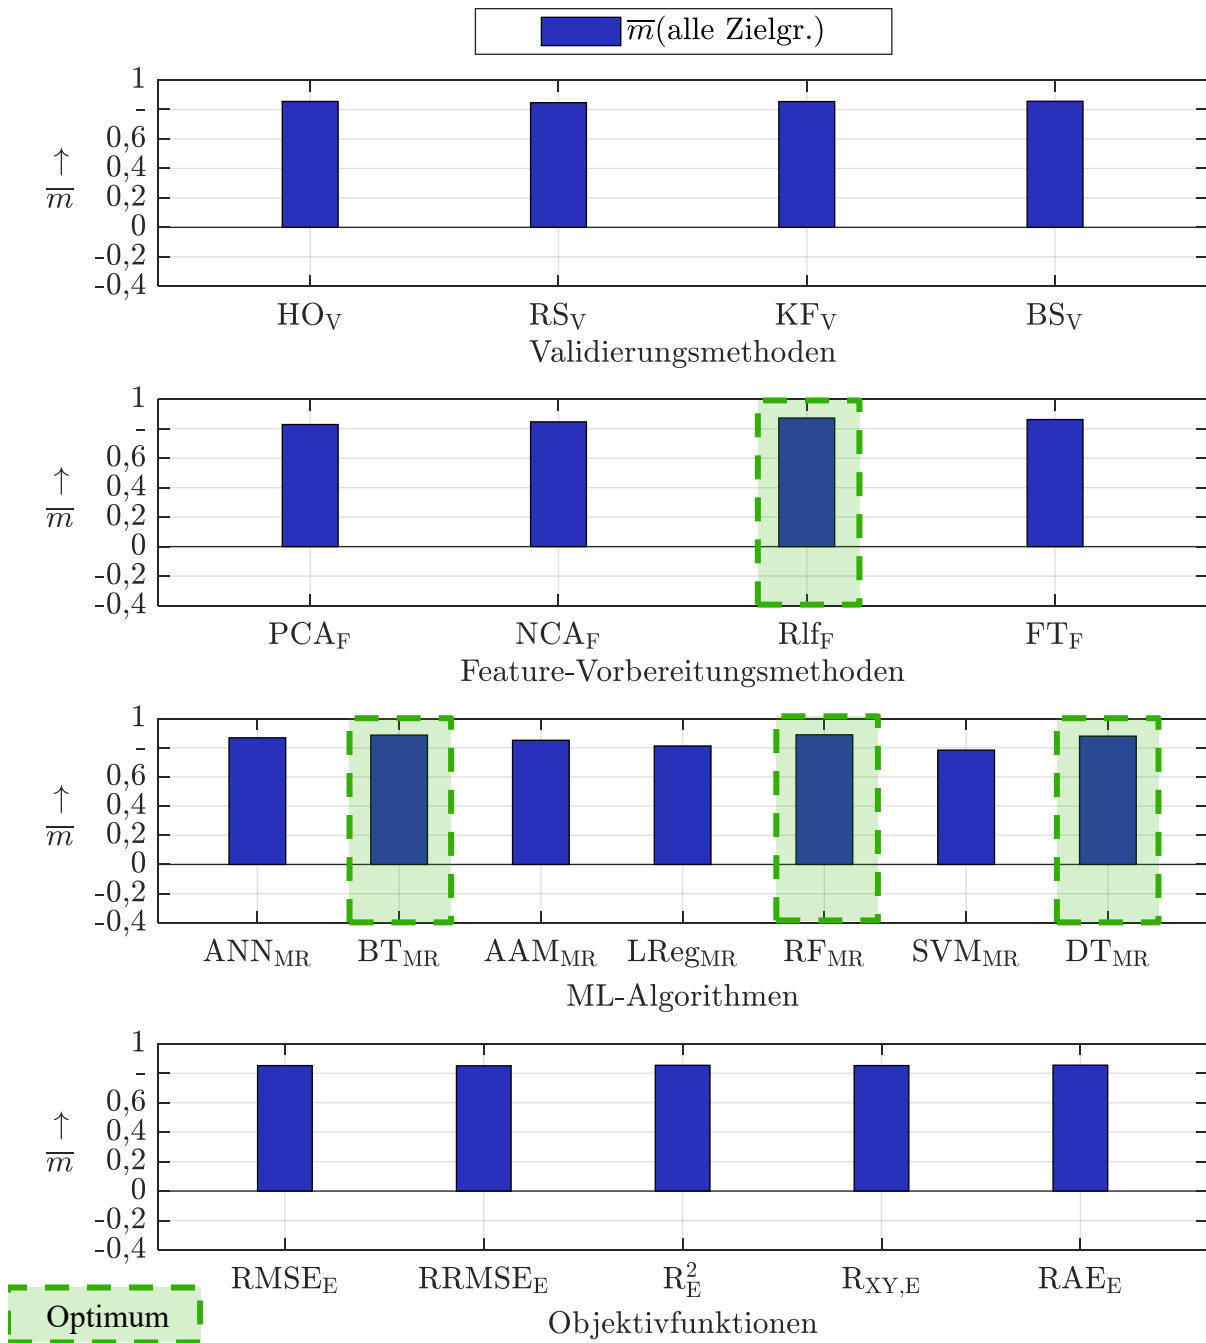 m̅(alle Zielgr.)
1
-
0,6
0,4
0,2
0
-0,2
-0,4
↑
m̅
HO_V RS_V KF_V BS_V
Validierungsmethoden
1
-
0,6
0,4
0,2
0
-0,2
-0,4
↑
m̅
PCA_F NCA_F Rlf_F FT_F
Feature-Vorbereitungsmethoden
1
-
0,6
0,4
0,2
0
-0,2
-0,4
↑
m̅
ANN_MR BT_MR AAM_MR LReg_MR RF_MR SVM_MR DT_MR
ML-Algorithmen
1
-
0,6
0,4
0,2
0
-0,2
-0,4
↑
m̅
RMSE_E RRMSE_E R²_E R_XY,E RAE_E
Objektivfunktionen
Optimum